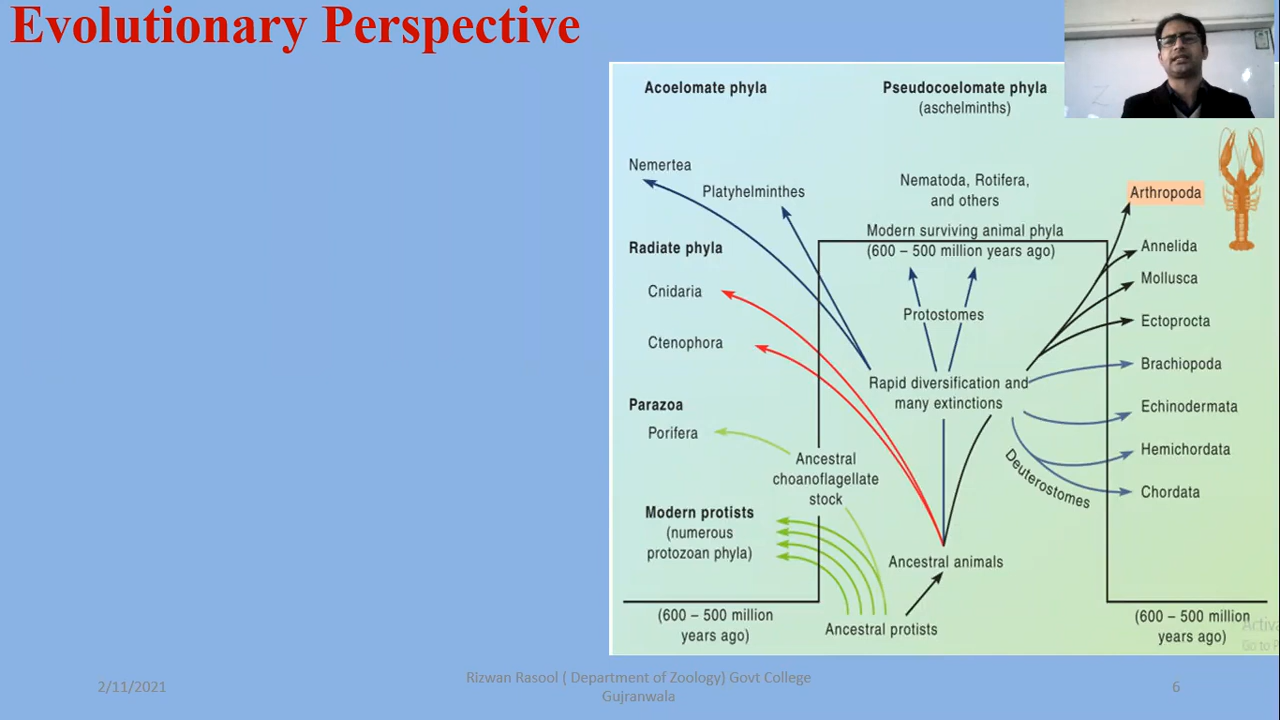 Evolutionary Perspective
Acoelomate phyla
Pseudocoelomate phyla
(aschelminths)
Nemertea
Platyhelminthes
Nematoda, Rotifera,
and others
Arthropoda
Modern surviving animal phyla
(600 – 500 million years ago)
Radiate phyla
Annelida
Mollusca
Cnidaria
Protostomes
Ectoprocta
Ctenophora
Brachiopoda
Rapid diversification and
many extinctions
Parazoa
Porifera
Echinodermata
Ancestral
choanoflagellate
stock
Hemichordata
Deuterostomes
Chordata
Modern protists
(numerous
protozoan phyla)
Ancestral animals
(600 – 500 million
years ago)
Ancestral protists
(600 – 500 million
years ago)
2/11/2021
Rizwan Rasool ( Department of Zoology) Govt College
Gujranwala
6